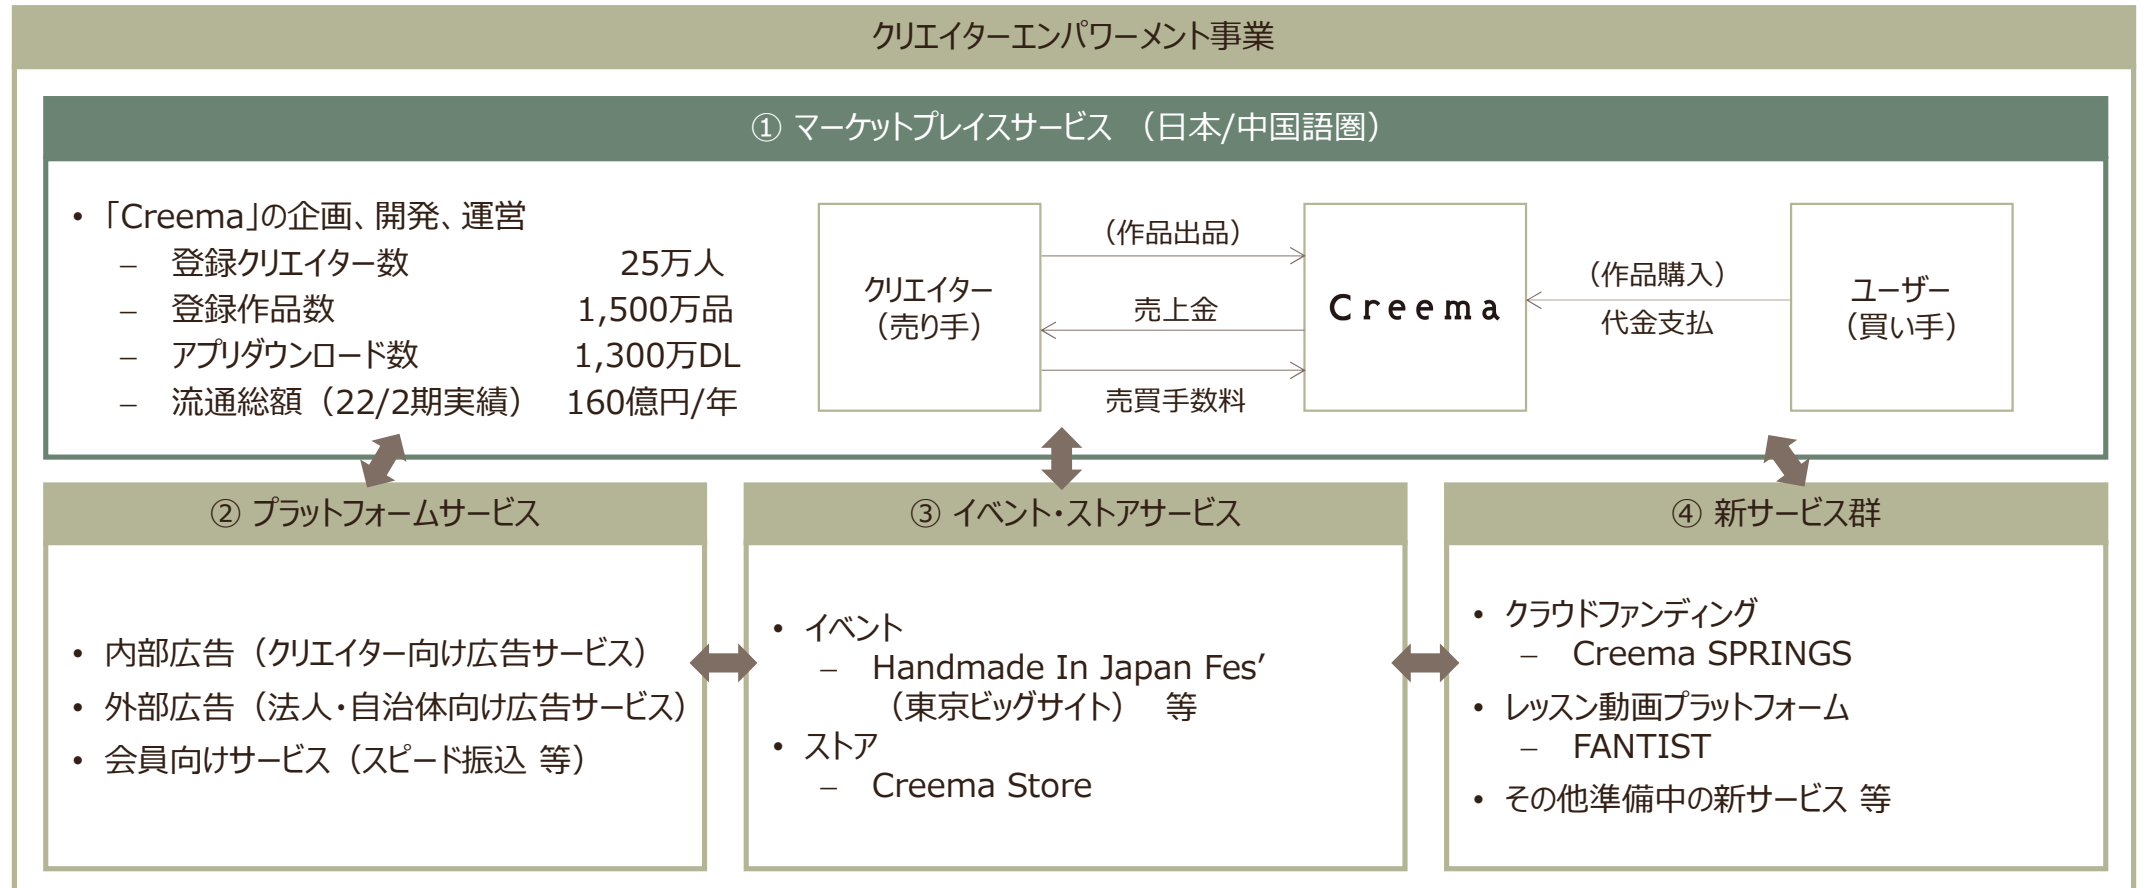 クリエイターエンパワーメント事業
① マーケットプレイスサービス （日本/中国語圏）
• 「Creema」の企画、開発、運営
– 登録クリエイター数 25万人
– 登録作品数 1,500万品
– アプリダウンロード数 1,300万DL
– 流通総額（22/2期実績） 160億円/年
クリエイター
（売り手）
（作品出品）
売上金
売買手数料
Creema
（作品購入）
代金支払
ユーザー
（買い手）
② プラットフォームサービス
• 内部広告（クリエイター向け広告サービス）
• 外部広告（法人・自治体向け広告サービス）
• 会員向けサービス（スピード振込 等）
③ イベント・ストアサービス
• イベント
– Handmade In Japan Fes’
（東京ビッグサイト） 等
• ストア
– Creema Store
④ 新サービス群
• クラウドファンディング
– Creema SPRINGS
• レッスン動画プラットフォーム
– FANTIST
• その他準備中の新サービス 等